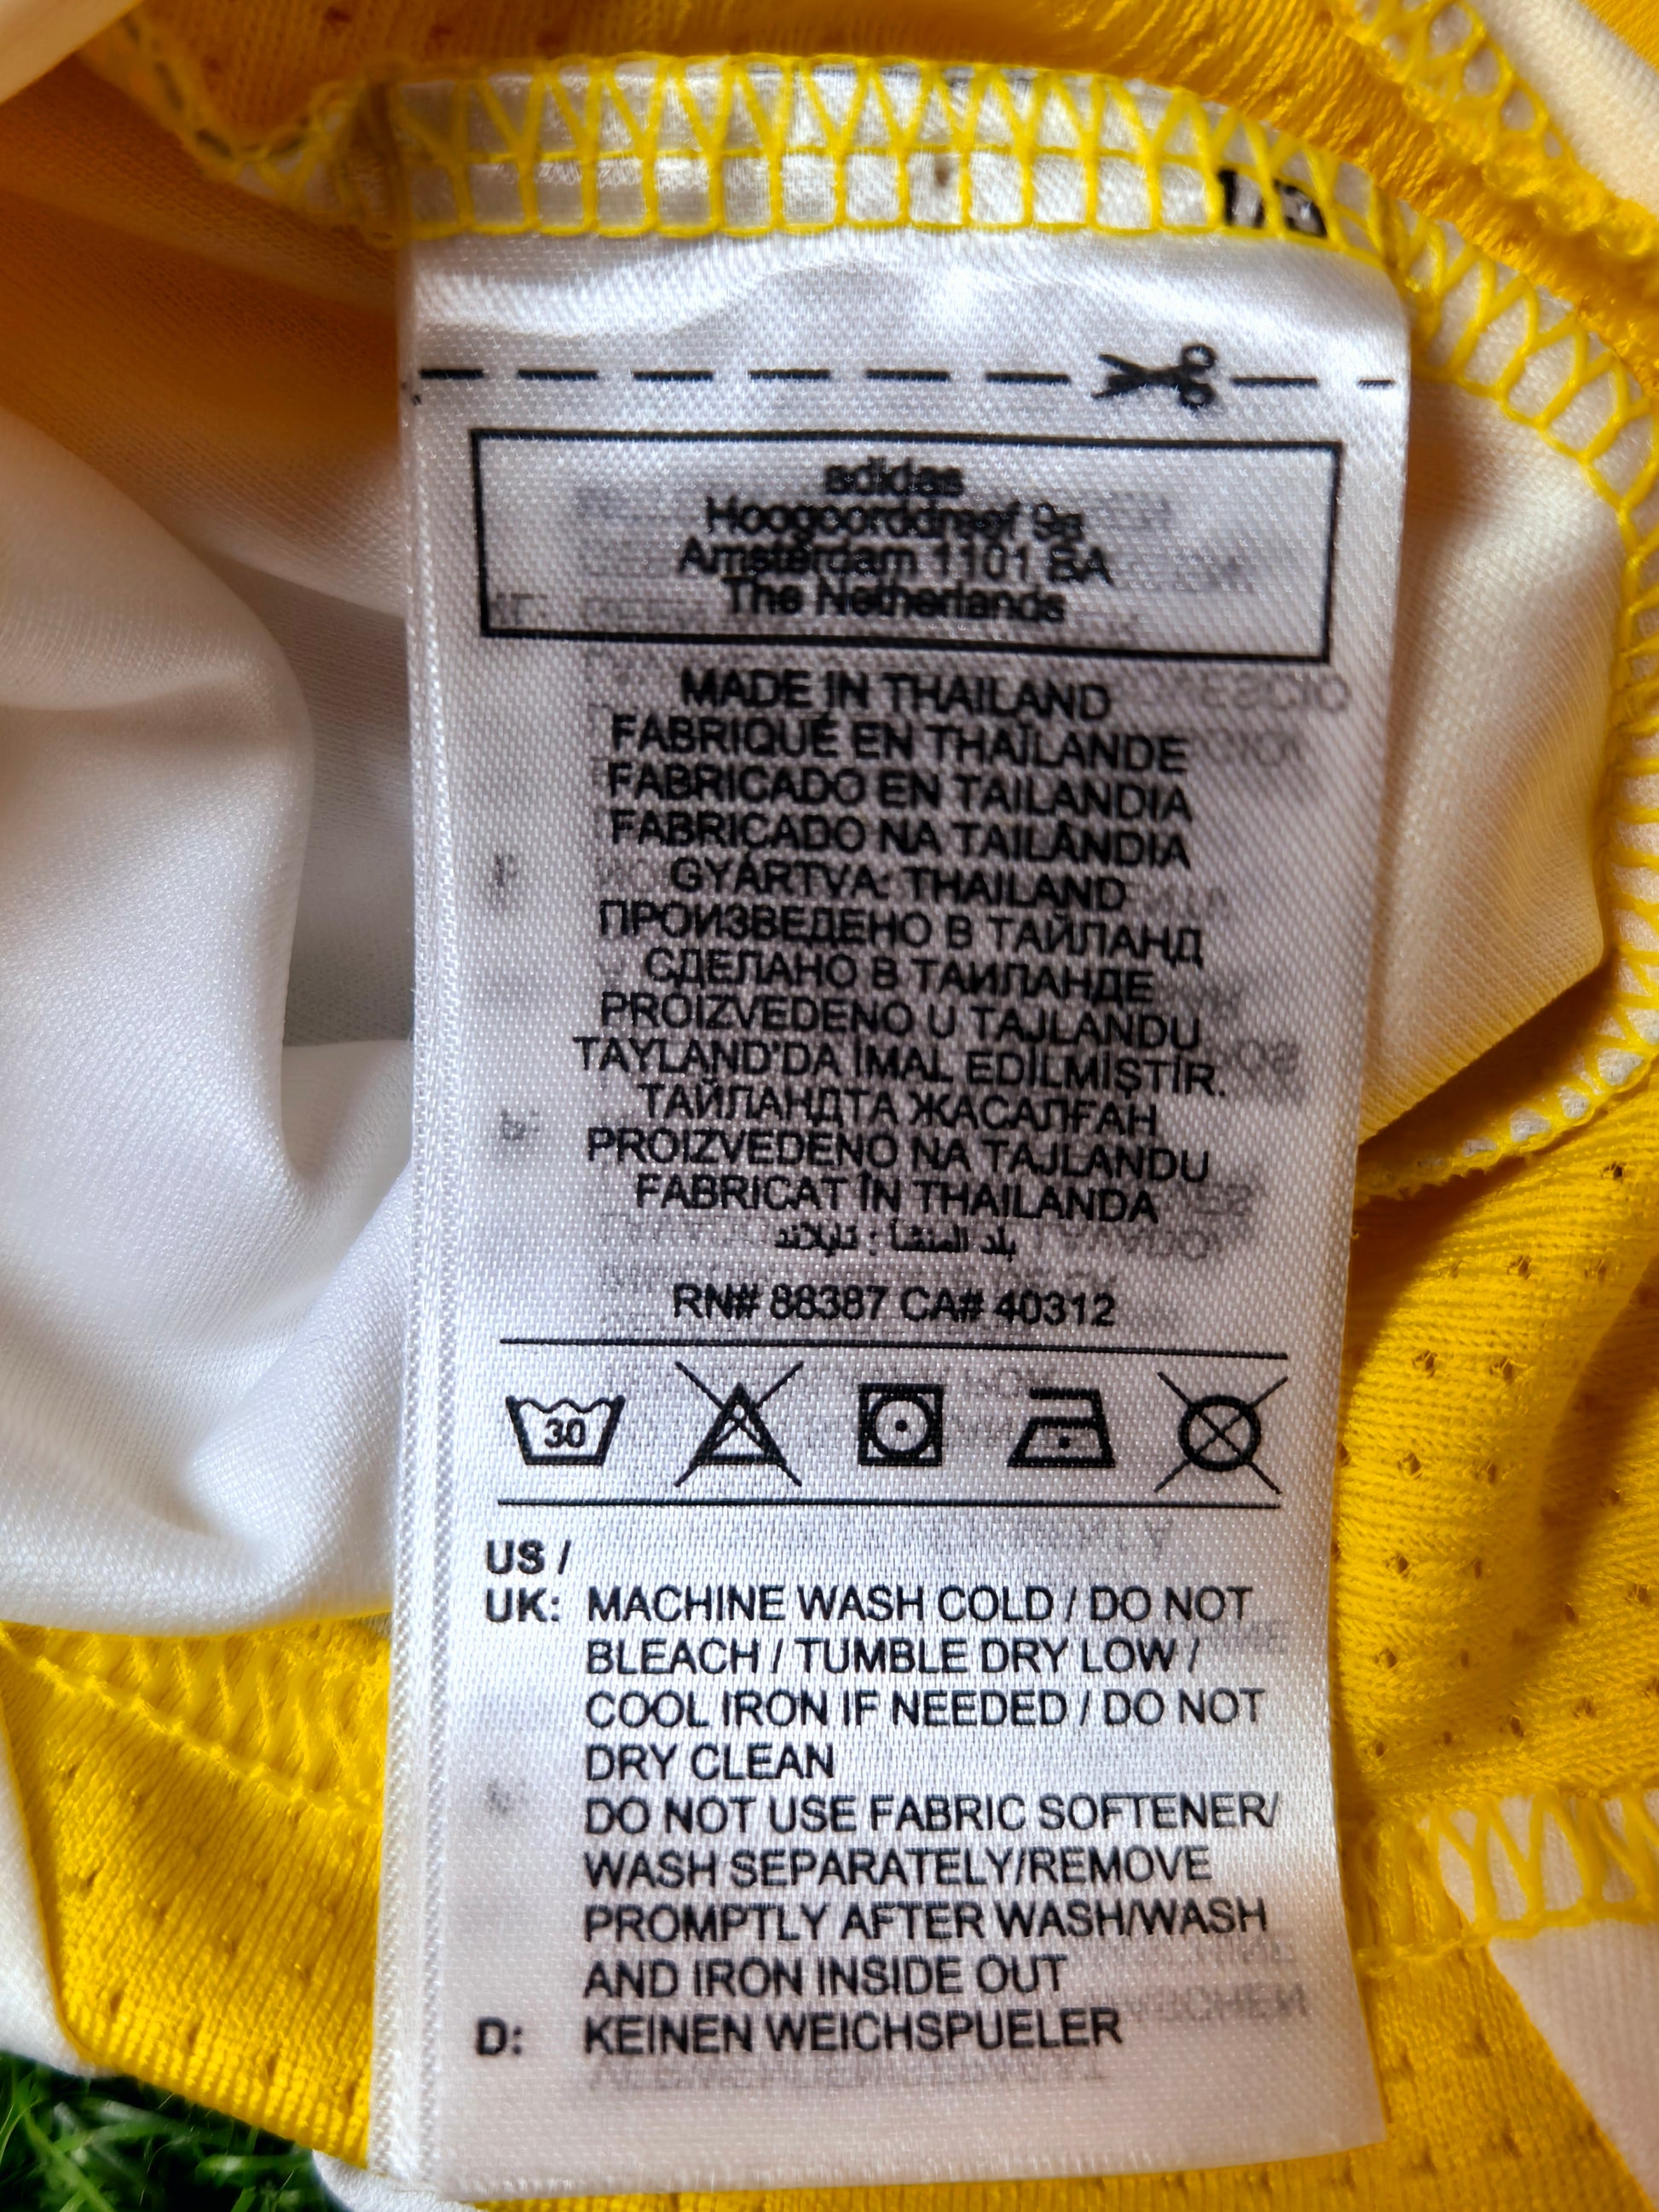 1/3
adidas
Hoogoorddreef 9a
Amsterdam 1101 BA
The Netherlands
MADE IN THAILAND
FABRIQUÉ EN THAÏLANDE
FABRICADO EN TAILANDIA
FABRICADO NA TAILÂNDIA
GYÁRTVA: THAILAND
ПРОИЗВЕДЕНО В ТАЙЛАНД
СДЕЛАНО В ТАИЛАНДЕ
PROIZVEDENO U TAJLANDU
TAYLAND'DA İMAL EDİLMİŞTİR.
ТАЙЛАНДТА ЖАСАЛҒАН
PROIZVEDENO NA TAJLANDU
FABRICAT ÎN THAILANDA
بلد المنشأ : تايلاند
RN# 88387 CA# 40312
30
US /
UK: MACHINE WASH COLD / DO NOT
BLEACH / TUMBLE DRY LOW /
COOL IRON IF NEEDED / DO NOT
DRY CLEAN
DO NOT USE FABRIC SOFTENER/
WASH SEPARATELY/REMOVE
PROMPTLY AFTER WASH/WASH
AND IRON INSIDE OUT
D: KEINEN WEICHSPUELER